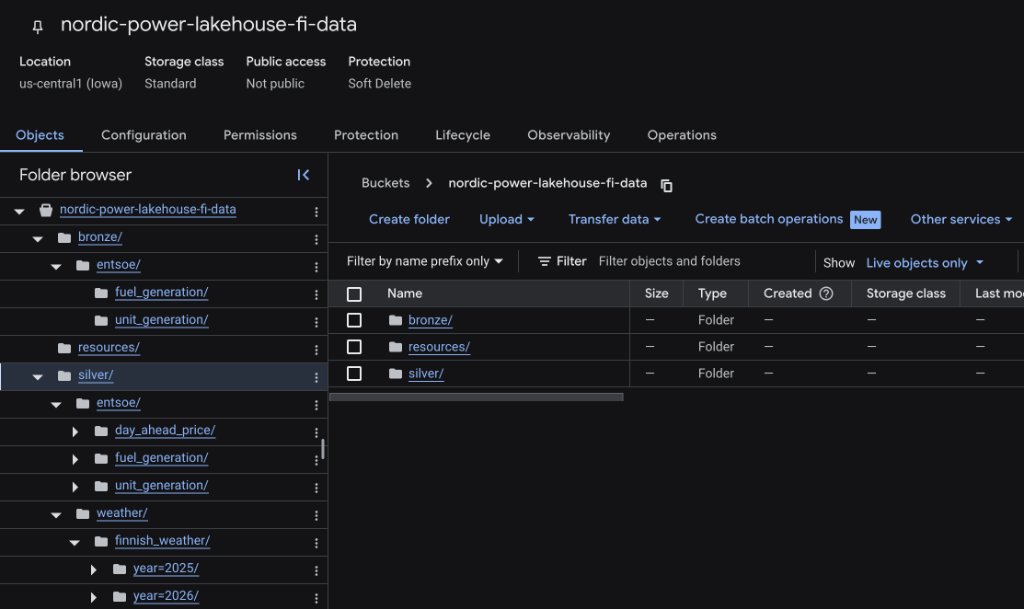 nordic-power-lakehouse-fi-data
Location Storage class Public access Protection
us-central1 (Iowa) Standard Not public Soft Delete
Objects Configuration Permissions Protection Lifecycle Observability Operations
Folder browser
nordic-power-lakehouse-fi-data
bronze/
entsoe/
fuel_generation/
unit_generation/
resources/
silver/
entsoe/
day_ahead_price/
fuel_generation/
unit_generation/
weather/
finnish_weather/
year=2025/
year=2026/
Buckets > nordic-power-lakehouse-fi-data
Create folder Upload Transfer data Create batch operations New Other services
Filter by name prefix only Filter Filter objects and folders Show Live objects only
Name Size Type Created Storage class Last mo
bronze/ — Folder — — —
resources/ — Folder — — —
silver/ — Folder — — —